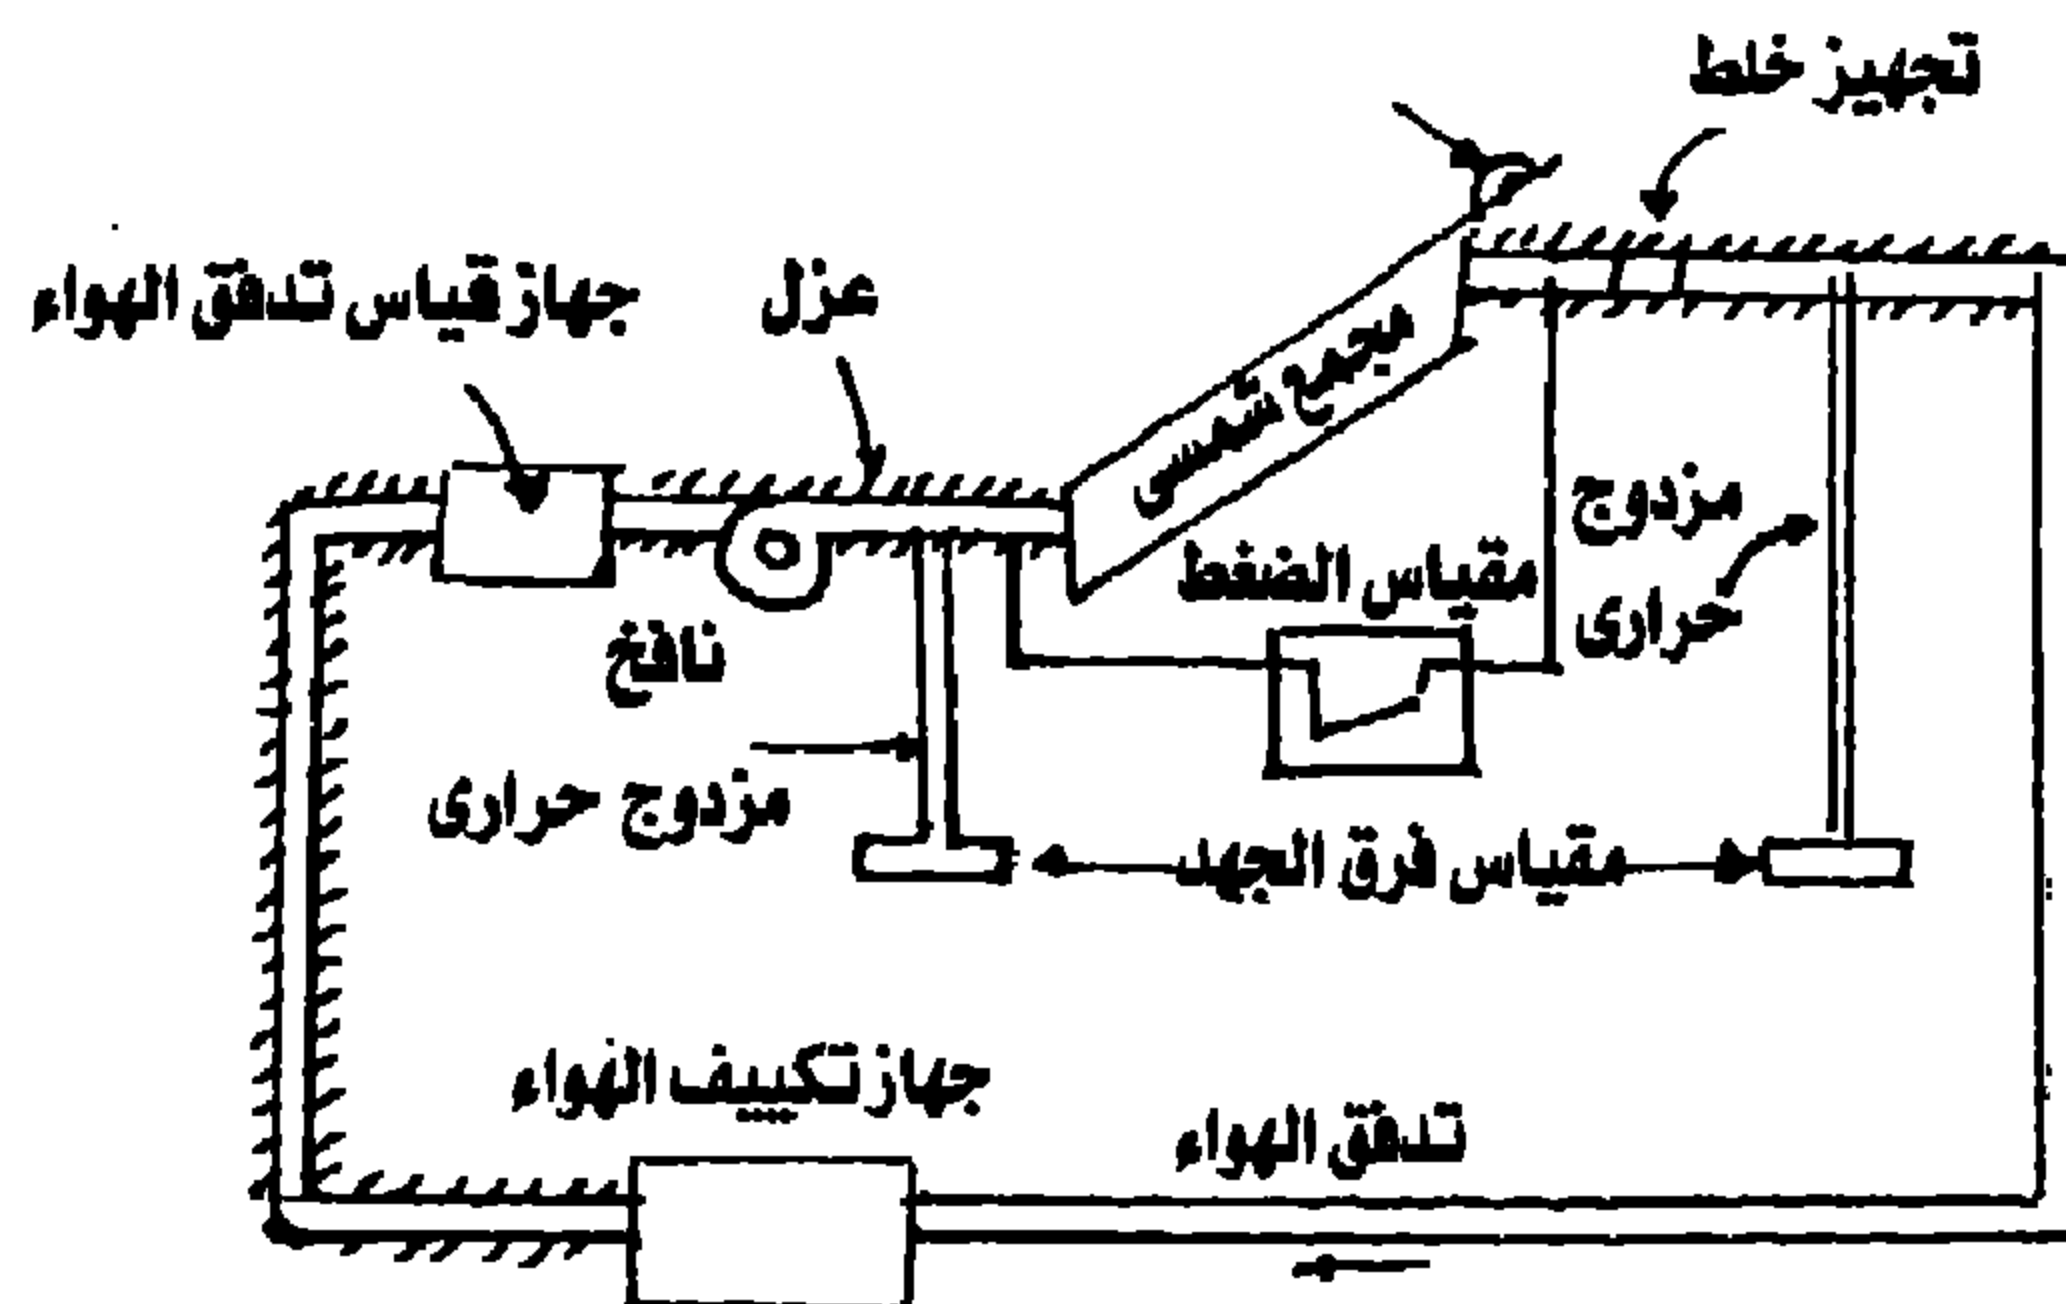 تجهيز خلط
جهاز قياس تدفق الهواء
عزل
مجمع شمسى
مزدوج
حرارى
مقياس الضغط
نافخ
مزدوج حرارى
مقياس فرق الجهد
جهاز تكييف الهواء
تدفق الهواء